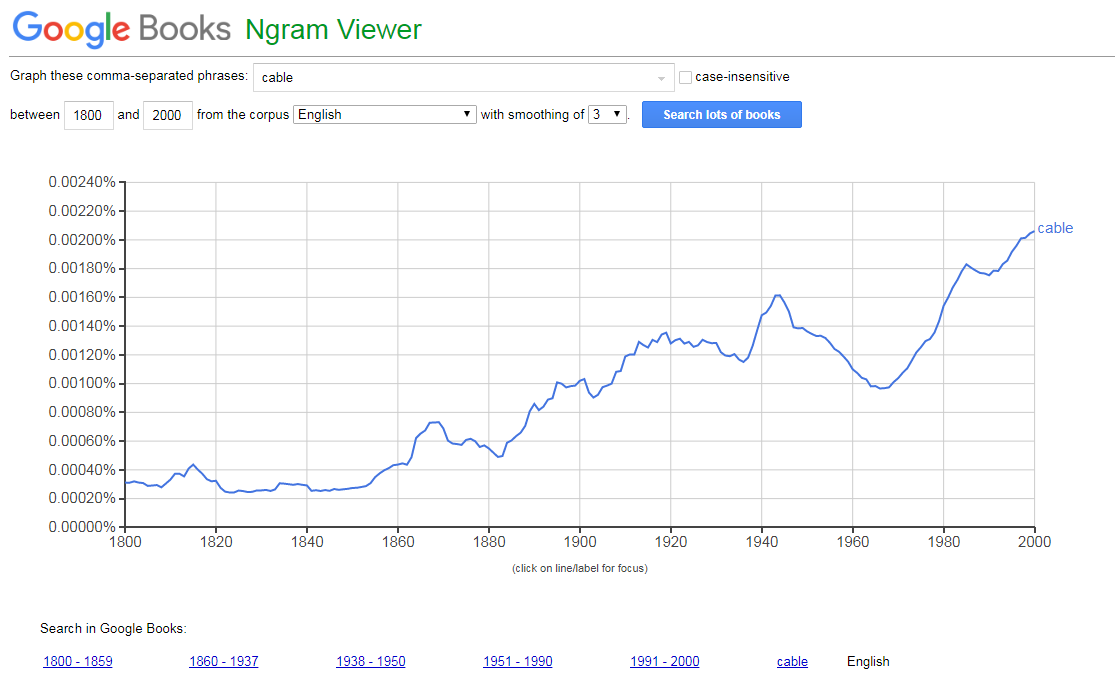 Google Books Ngram Viewer
Graph these comma-separated phrases: cable case-insensitive
between 1800 and 2000 from the corpus English with smoothing of 3 . Search lots of books
0.00240%
0.00220%
0.00200%
0.00180%
0.00160%
0.00140%
0.00120%
0.00100%
0.00080%
0.00060%
0.00040%
0.00020%
0.00000%
cable
1800 1820 1840 1860 1880 1900 1920 1940 1960 1980 2000
(click on line/label for focus)
Search in Google Books:
1800 - 1859 1860 - 1937 1938 - 1950 1951 - 1990 1991 - 2000 cable English